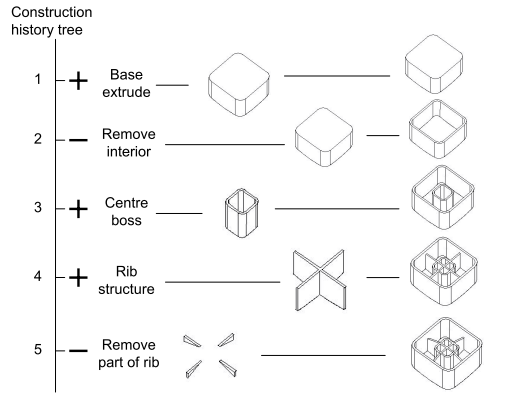 Construction
history tree
1 + Base
extrude
2 − Remove
interior
3 + Centre
boss
4 + Rib
structure
5 − Remove
part of rib